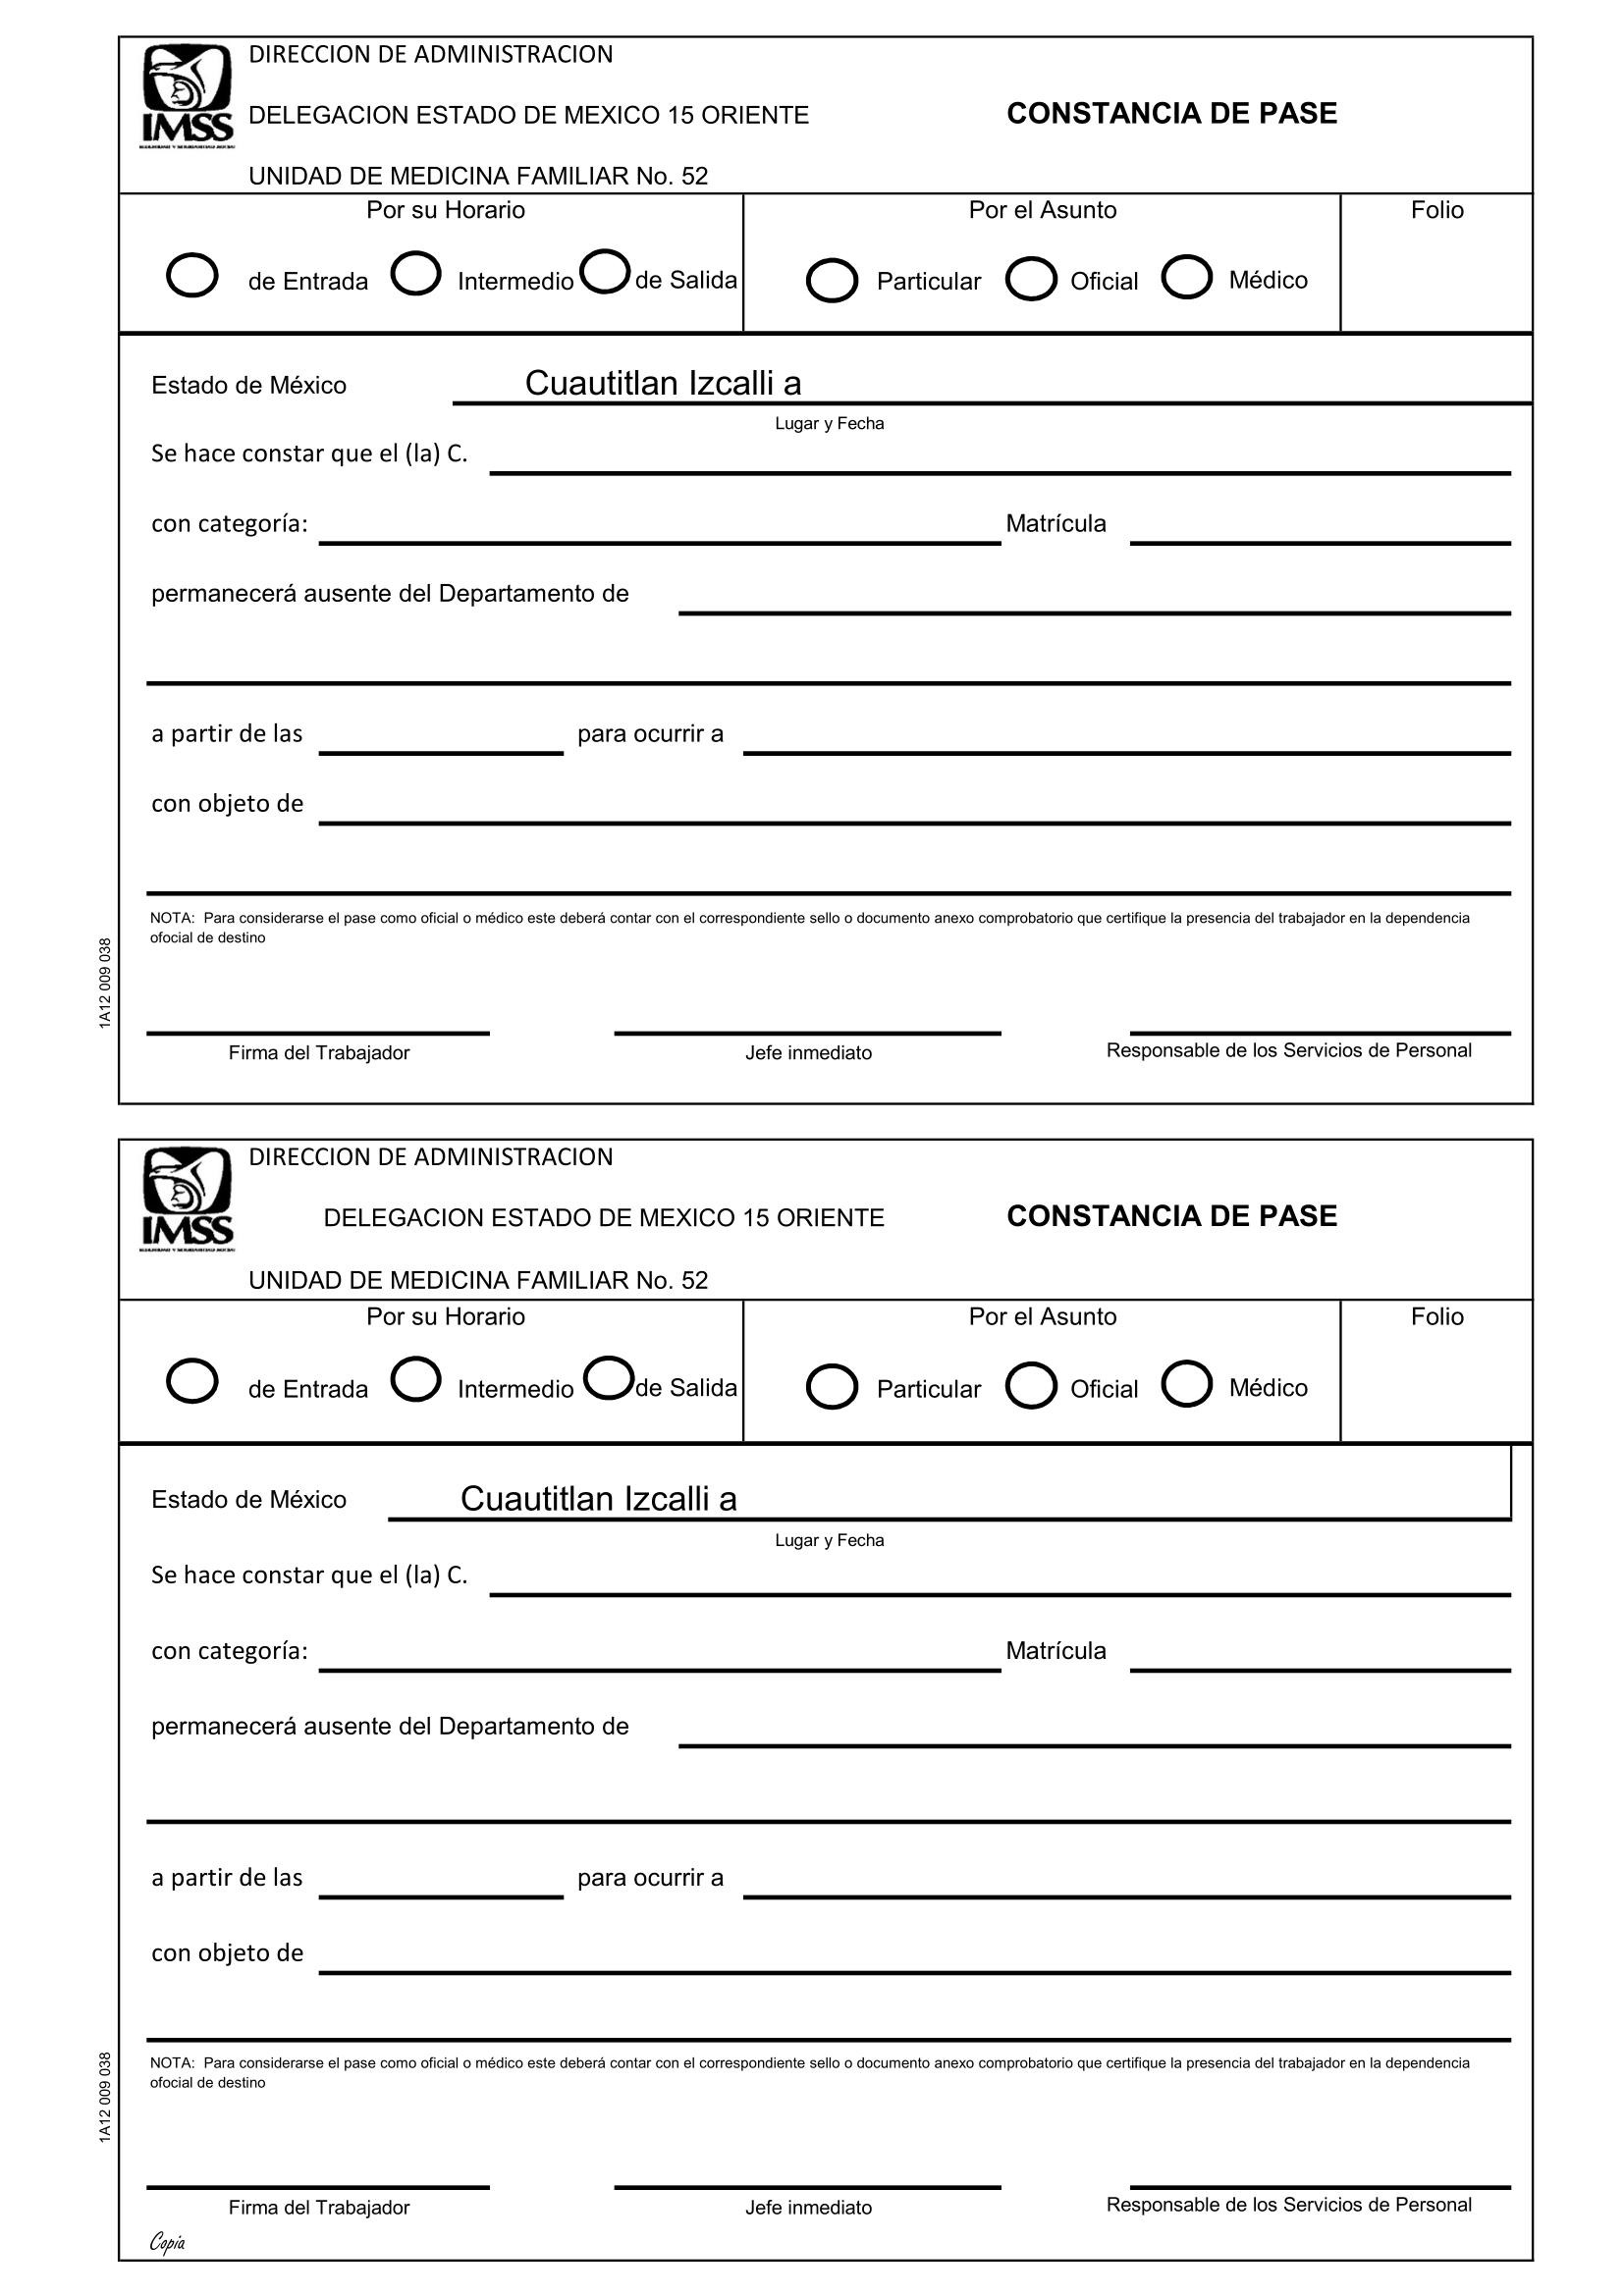 DIRECCION DE ADMINISTRACION
IMSS
DELEGACION ESTADO DE MEXICO 15 ORIENTE CONSTANCIA DE PASE
UNIDAD DE MEDICINA FAMILIAR No. 52
Por su Horario Por el Asunto Folio
de Entrada Intermedio de Salida Particular Oficial Médico
Estado de México Cuautitlan Izcalli a
Lugar y Fecha
Se hace constar que el (la) C.
con categoría: Matrícula
permanecerá ausente del Departamento de
a partir de las para ocurrir a
con objeto de
NOTA: Para considerarse el pase como oficial o médico este deberá contar con el correspondiente sello o documento anexo comprobatorio que certifique la presencia del trabajador en la dependencia
ofocial de destino
1A12 009 038
Firma del Trabajador Jefe inmediato Responsable de los Servicios de Personal
DIRECCION DE ADMINISTRACION
IMSS
DELEGACION ESTADO DE MEXICO 15 ORIENTE CONSTANCIA DE PASE
UNIDAD DE MEDICINA FAMILIAR No. 52
Por su Horario Por el Asunto Folio
de Entrada Intermedio de Salida Particular Oficial Médico
Estado de México Cuautitlan Izcalli a
Lugar y Fecha
Se hace constar que el (la) C.
con categoría: Matrícula
permanecerá ausente del Departamento de
a partir de las para ocurrir a
con objeto de
NOTA: Para considerarse el pase como oficial o médico este deberá contar con el correspondiente sello o documento anexo comprobatorio que certifique la presencia del trabajador en la dependencia
ofocial de destino
1A12 009 038
Firma del Trabajador Jefe inmediato Responsable de los Servicios de Personal
Copia